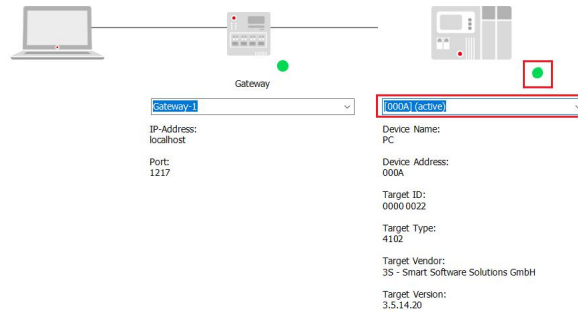 Gateway
Gateway-1
IP-Address:
localhost
Port:
1217
[000A] (active)
Device Name:
PC
Device Address:
000A
Target ID:
0000 0022
Target Type:
4102
Target Vendor:
3S - Smart Software Solutions GmbH
Target Version:
3.5.14.20